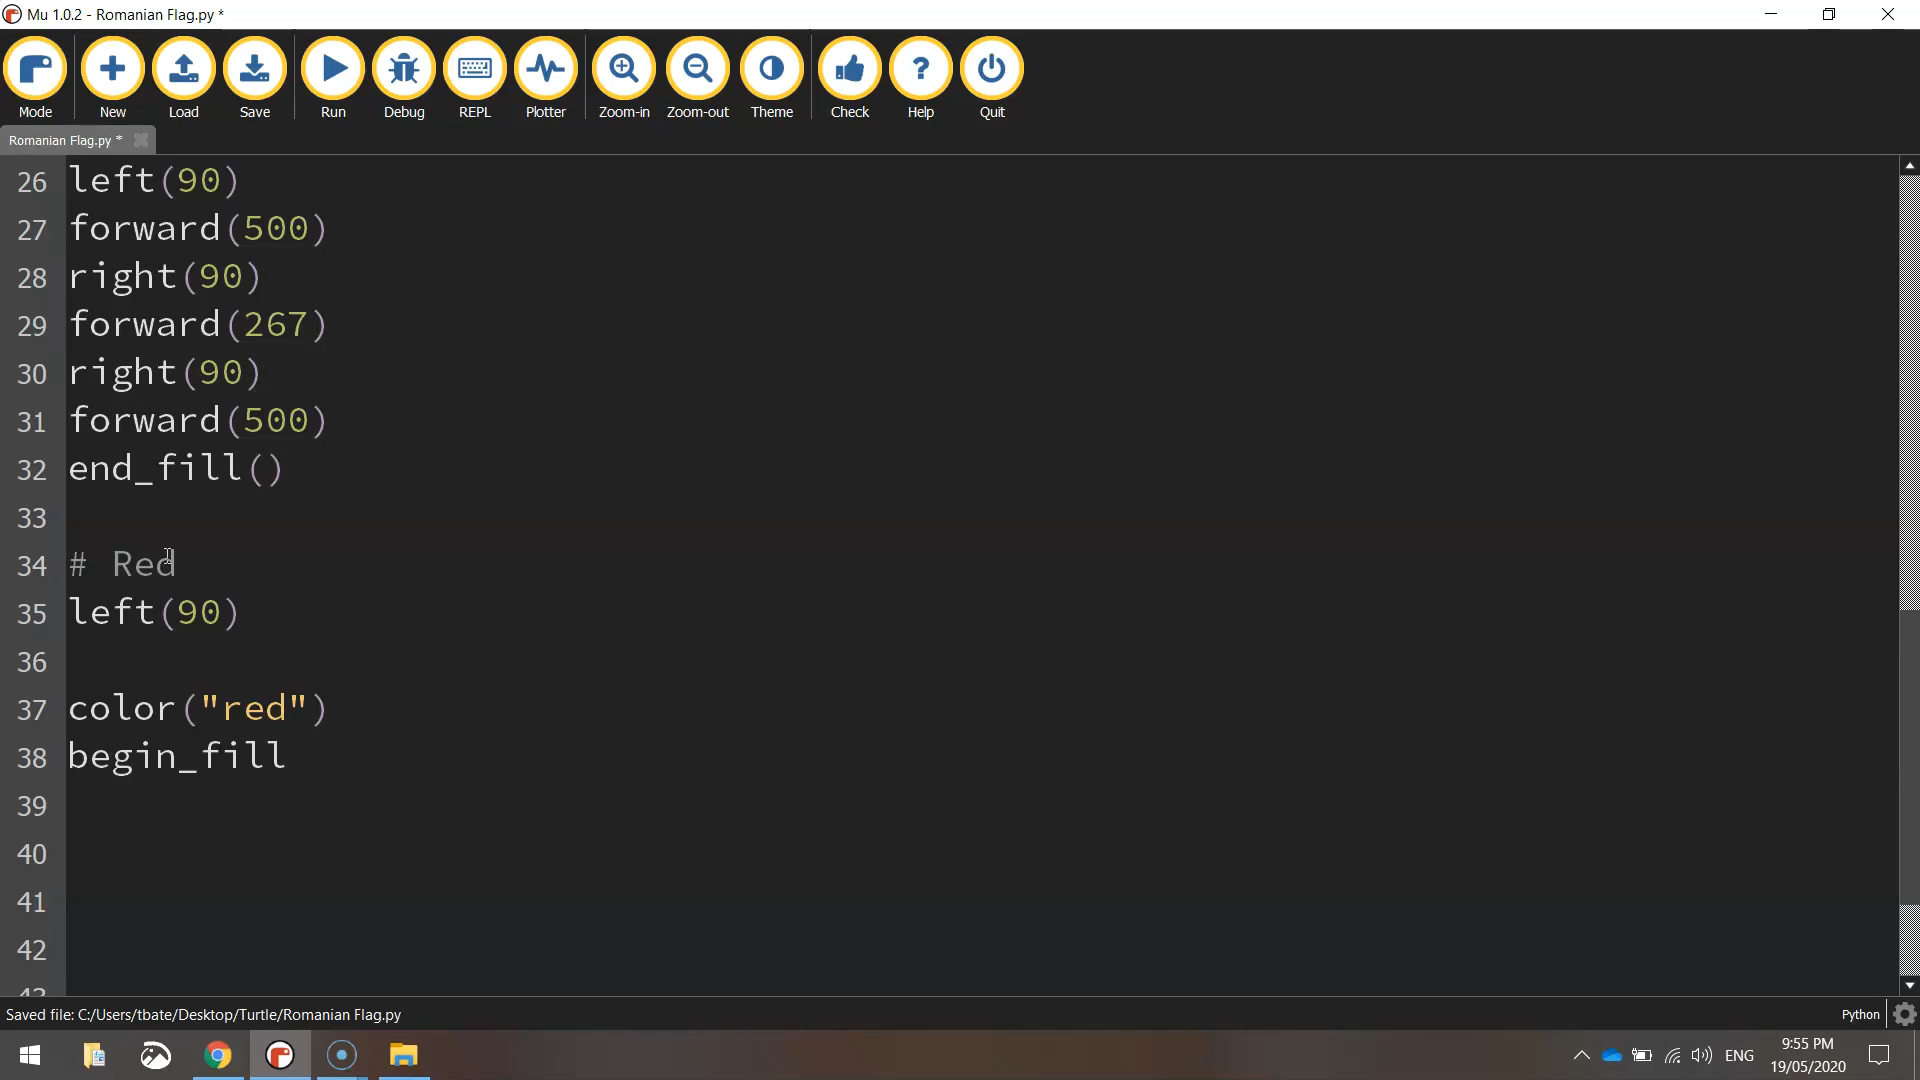 Mu 1.0.2 - Romanian Flag.py *
Mode New Load Save Run Debug REPL Plotter Zoom-in Zoom-out Theme Check Help Quit
Romanian Flag.py *
26 left(90)
27 forward(500)
28 right(90)
29 forward(267)
30 right(90)
31 forward(500)
32 end_fill()
33
34 # Red
35 left(90)
36
37 color("red")
38 begin_fill
39
40
41
42
43
Saved file: C:/Users/tbate/Desktop/Turtle/Romanian Flag.py
Python
ENG
9:55 PM
19/05/2020